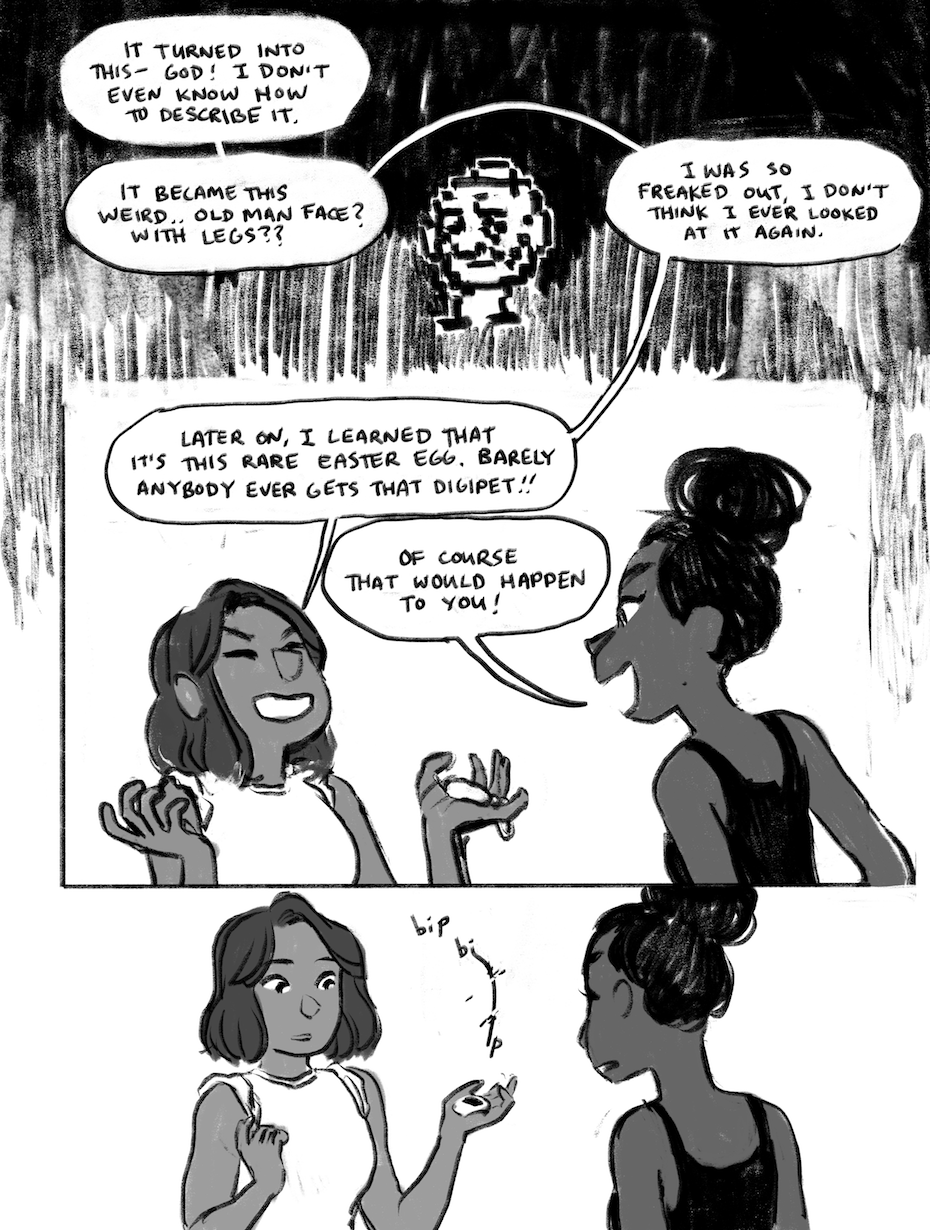 IT TURNED INTO
THIS- GOD! I DON'T
EVEN KNOW HOW
TO DESCRIBE IT.
IT BECAME THIS
WEIRD.. OLD MAN FACE?
WITH LEGS??
I WAS SO
FREAKED OUT, I DON'T
THINK I EVER LOOKED
AT IT AGAIN.
LATER ON, I LEARNED THAT
IT'S THIS RARE EASTER EGG. BARELY
ANYBODY EVER GETS THAT DIGIPET!!
OF COURSE
THAT WOULD HAPPEN
TO YOU!
bip
bi
p